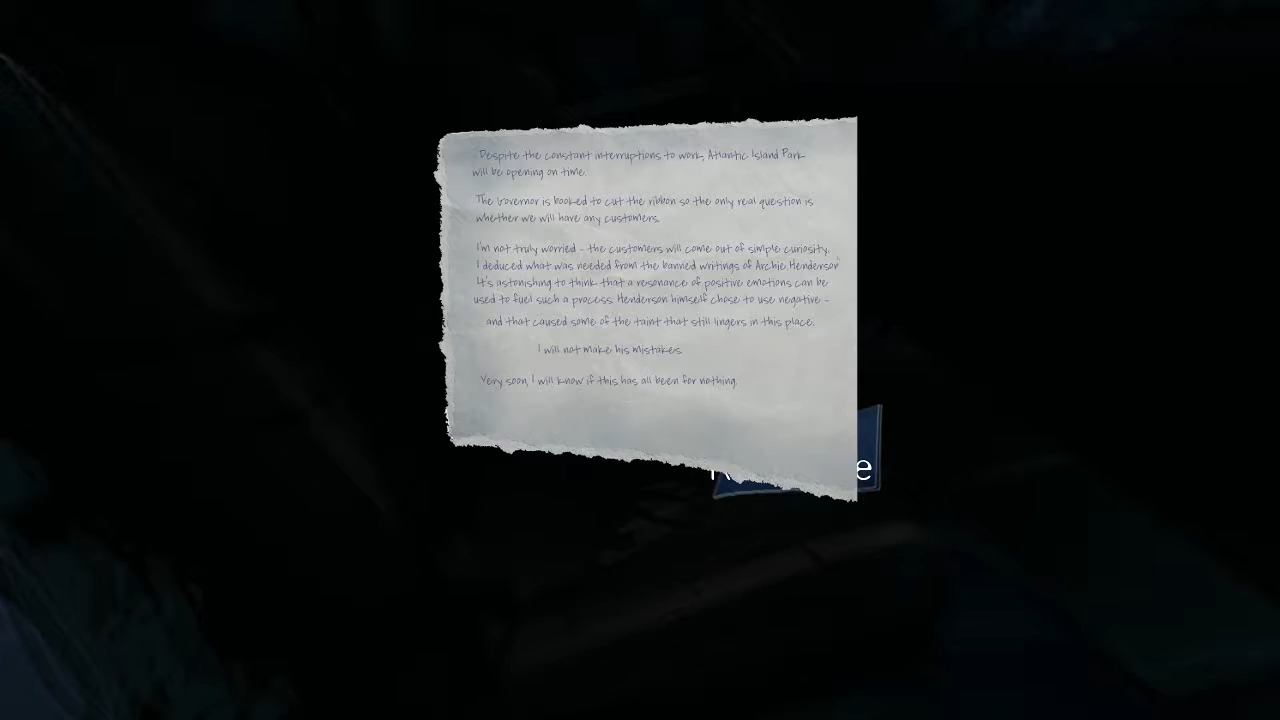 Despite the constant interruptions to work, Atlantic Island Park
will be opening on time.
The Governor is booked to cut the ribbon so the only real question is
whether we will have any customers.
I'm not truly worried - the customers will come out of simple curiosity.
I deduced what was needed from the banned writings of Archie Henderson.
It's astonishing to think that a resonance of positive emotions can be
used to fuel such a process. Henderson himself chose to use negative -
and that caused some of the taint that still lingers in this place.
I will not make his mistakes.
Very soon, I will know if this has all been for nothing.